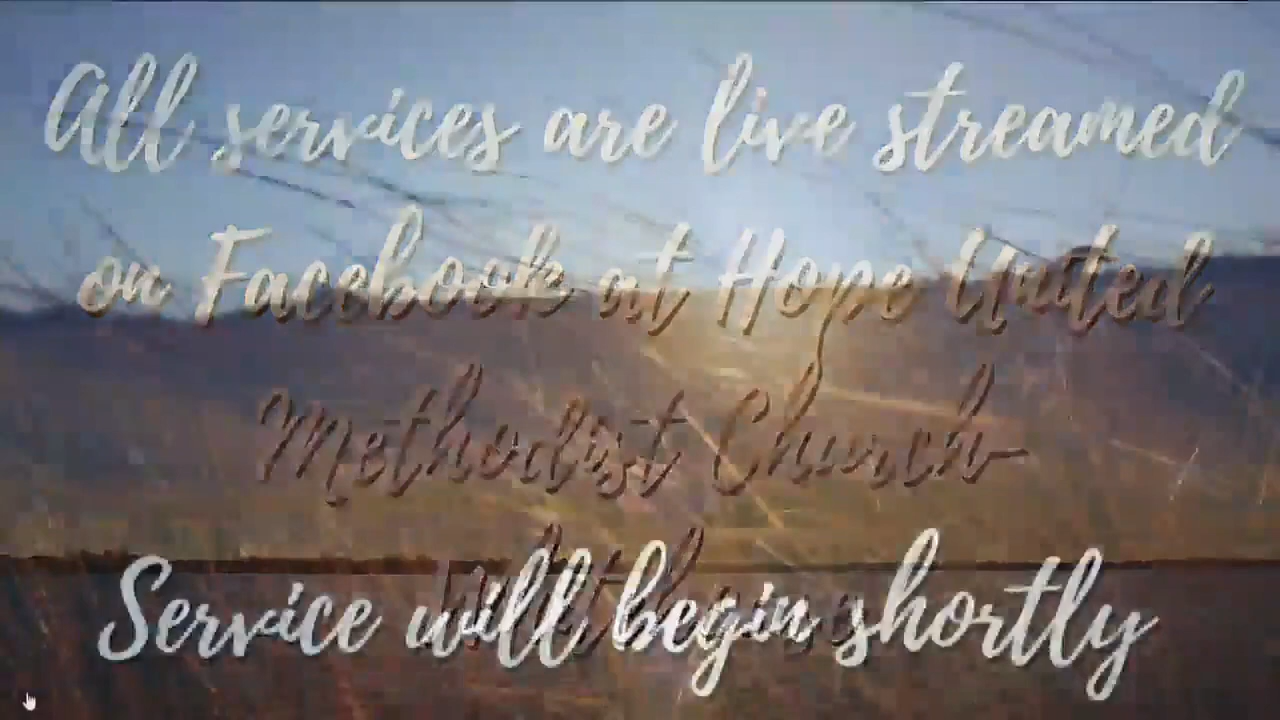 All services are live streamed
on Facebook at Hope United
Methodist Church
Service will begin shortly